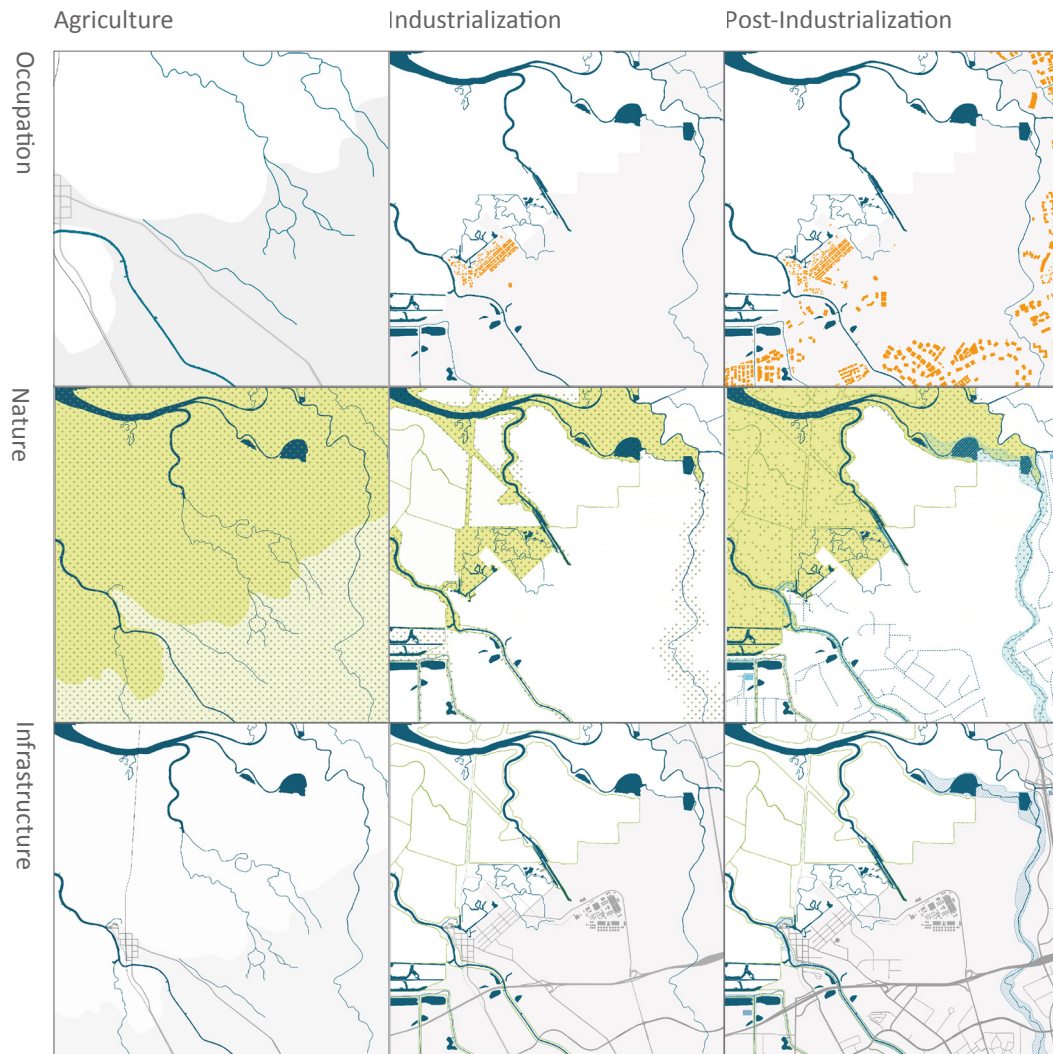 Agriculture
Industrialization
Post-Industrialization
Occupation
Nature
Infrastructure